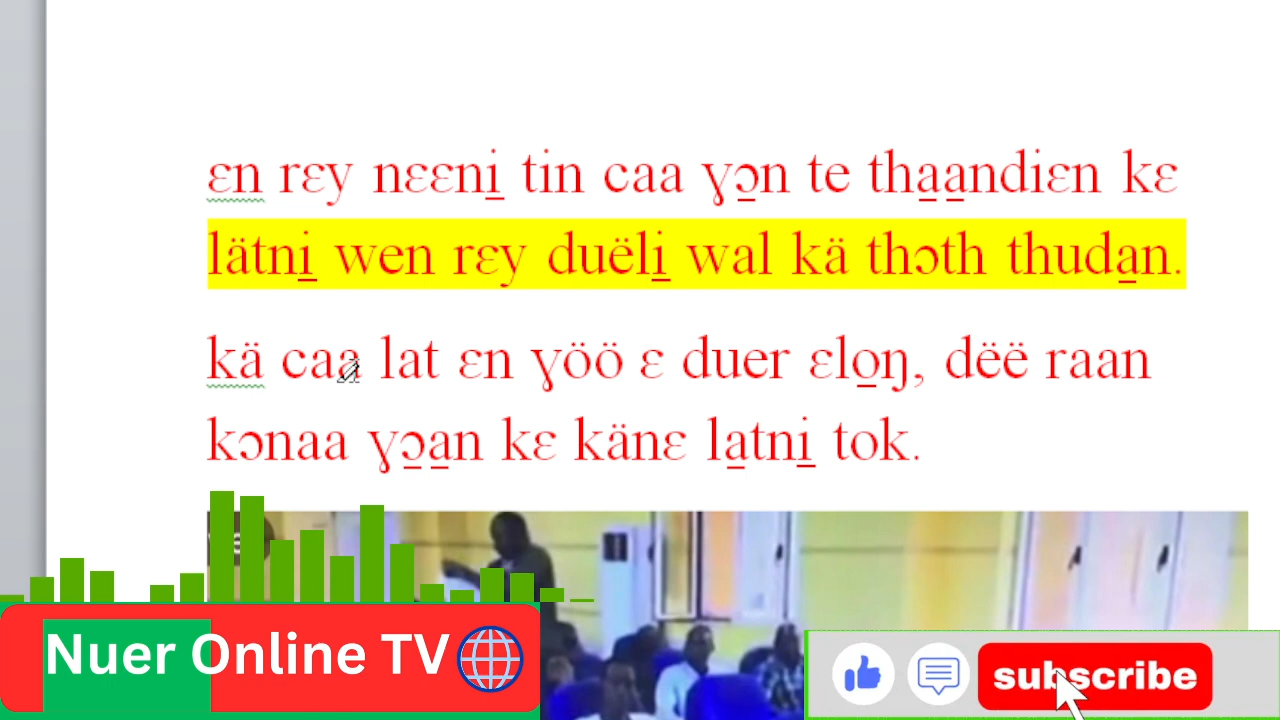 ɛn rɛy nɛɛni̱ tin caa ɣɔ̱n te tha̱a̱ndiɛn kɛ
lätni̱ wen rɛy duëli̱ wal kä thɔth thuda̱n.
kä caa̱ lat ɛn ɣöö ɛ duer ɛlo̱ŋ, dëë raan
kɔnaa ɣɔ̱a̱n kɛ känɛ la̱tni̱ tok.
Nuer Online TV
subscribe